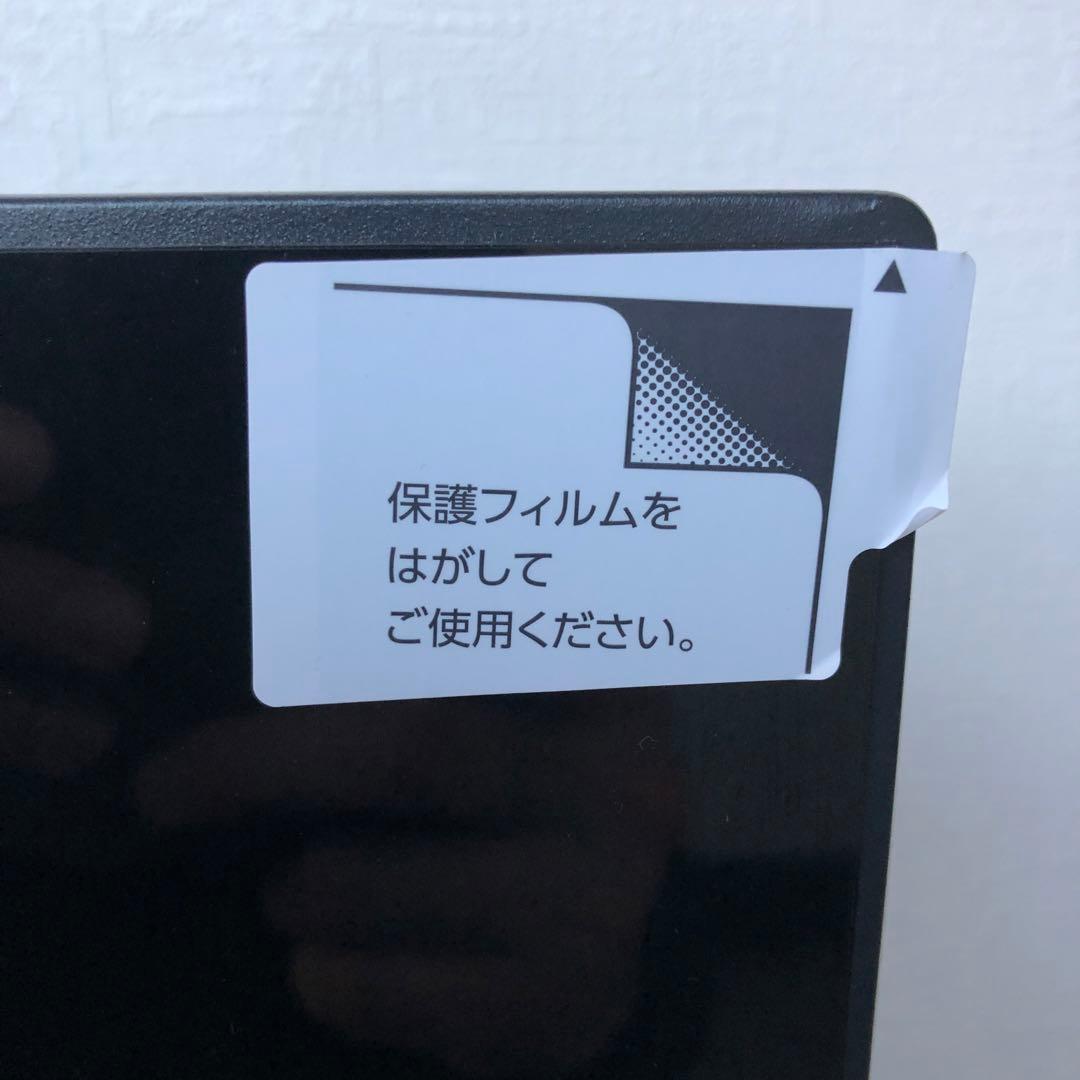 保護フィルムを
はがして
ご使用ください。